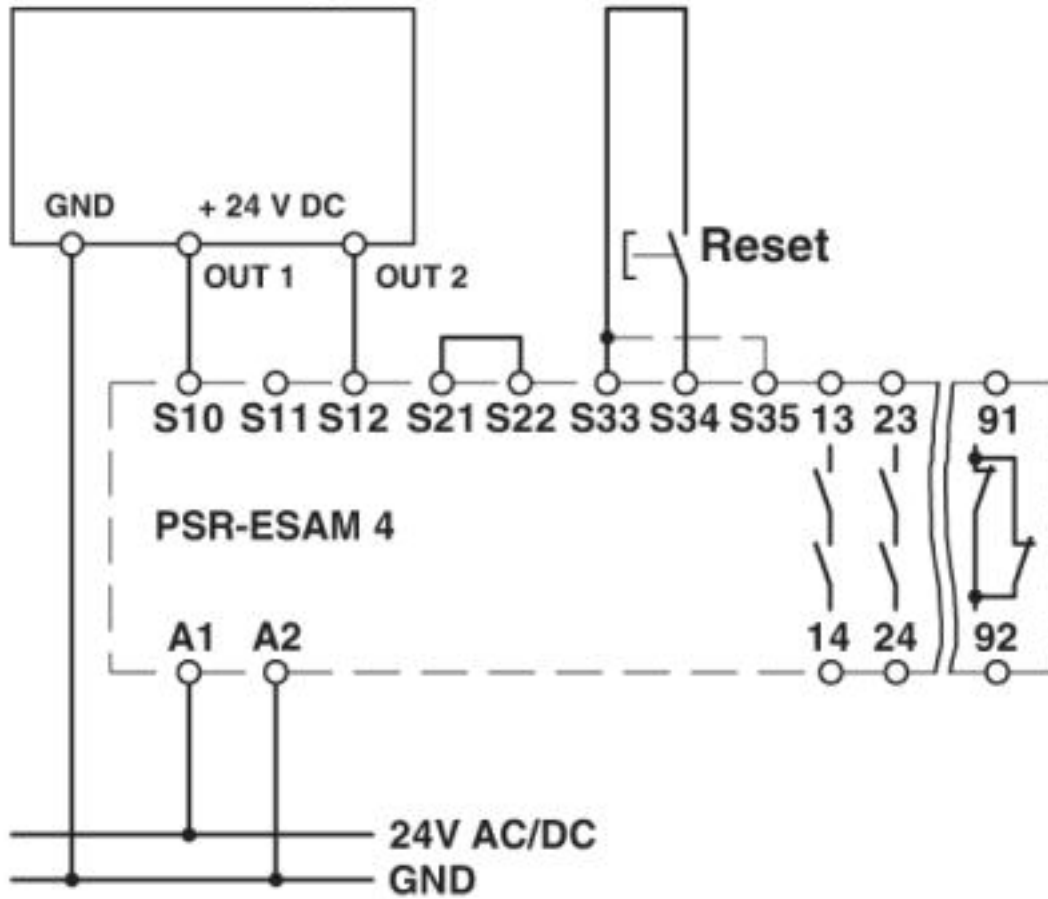 GND + 24 V DC
OUT 1 OUT 2
Reset
S10 S11 S12 S21 S22 S33 S34 S35 13 23 91
PSR-ESAM 4
A1 A2 14 24 92
24V AC/DC
GND